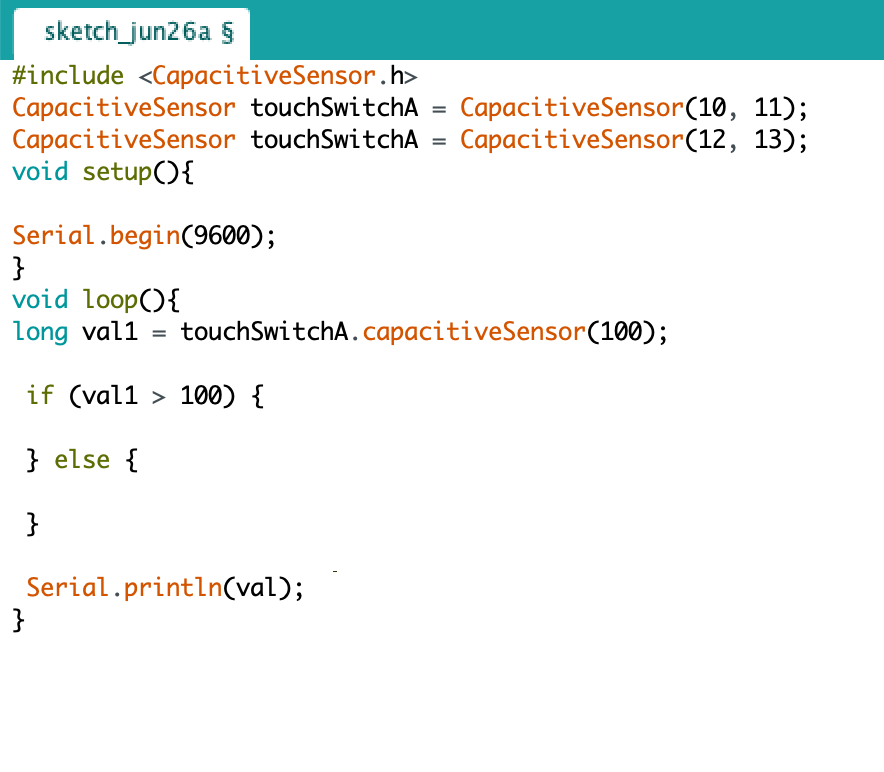 sketch_jun26a §
#include <CapacitiveSensor.h>
CapacitiveSensor touchSwitchA = CapacitiveSensor(10, 11);
CapacitiveSensor touchSwitchA = CapacitiveSensor(12, 13);
void setup(){
Serial.begin(9600);
}
void loop(){
long val1 = touchSwitchA.capacitiveSensor(100);
if (val1 > 100) {
} else {
}
Serial.println(val);
}